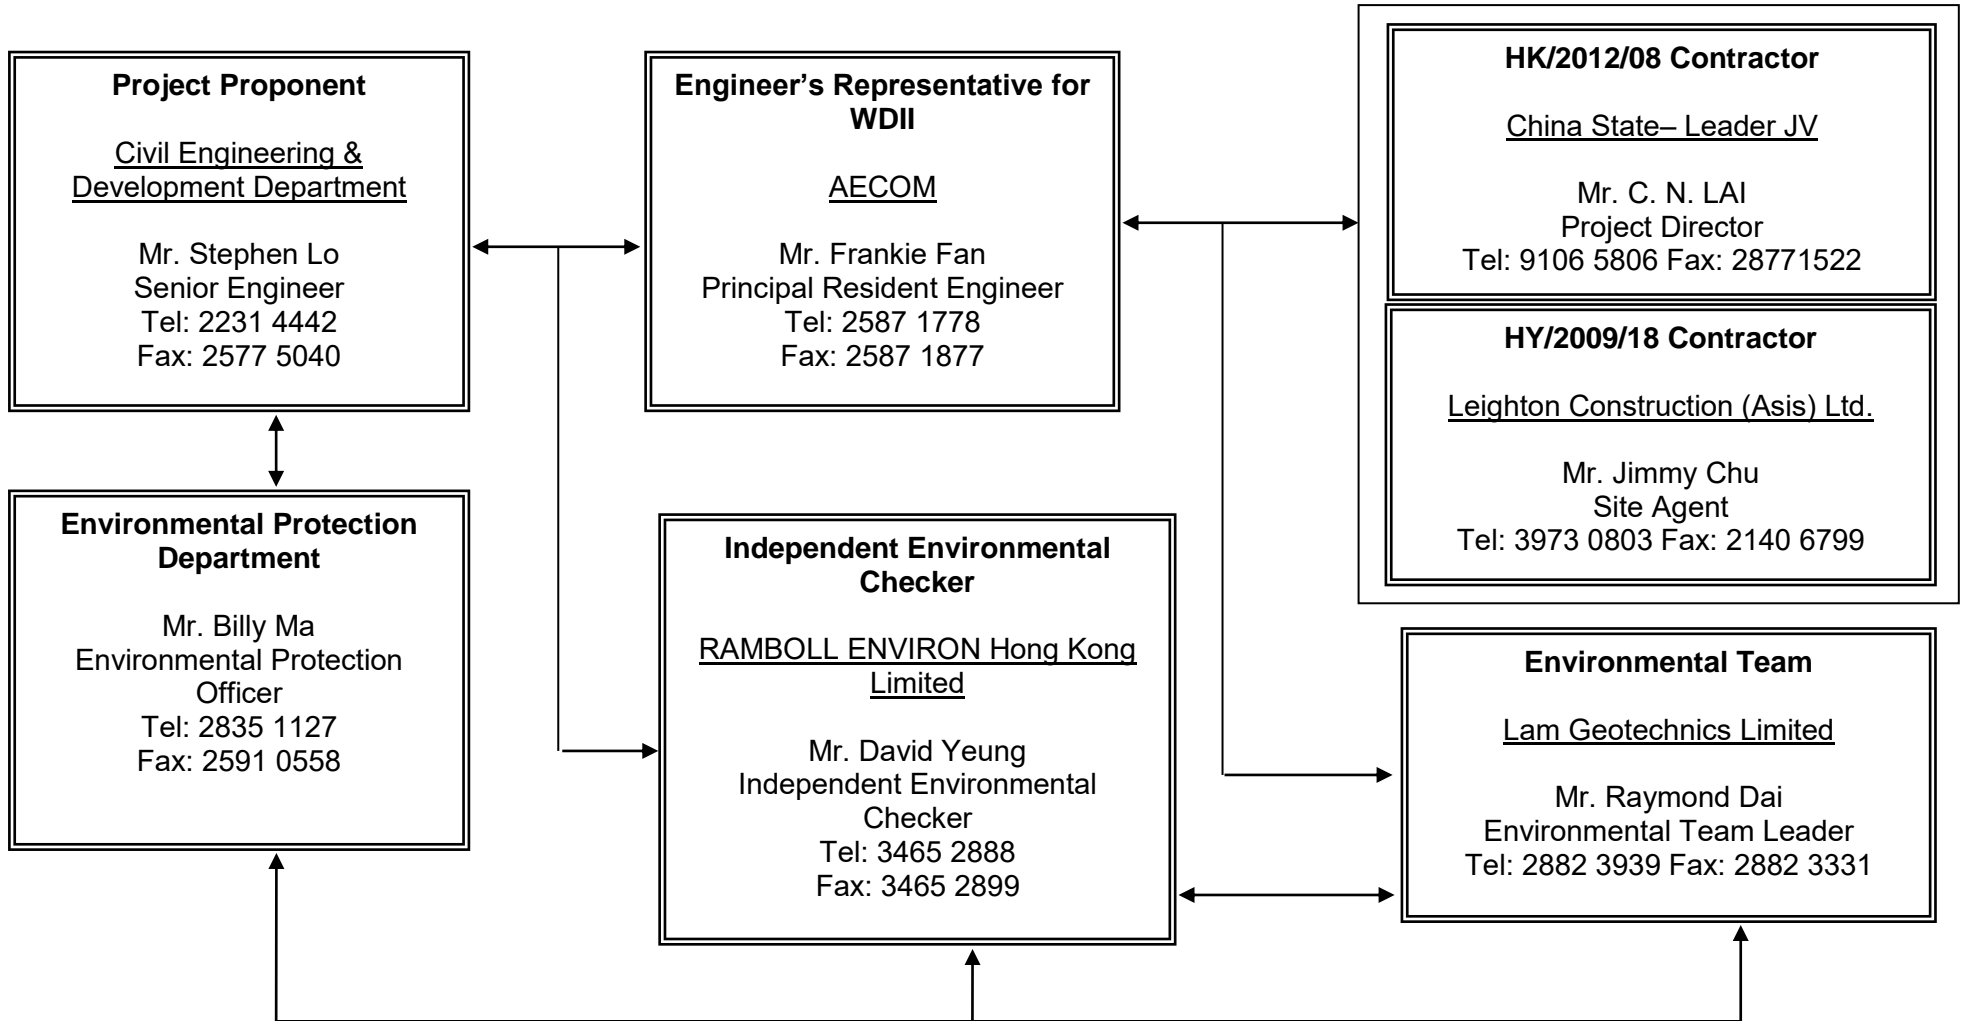 Project Proponent
Civil Engineering &
Development Department
Mr. Stephen Lo
Senior Engineer
Tel: 2231 4442
Fax: 2577 5040
Engineer’s Representative for
WDII
AECOM
Mr. Frankie Fan
Principal Resident Engineer
Tel: 2587 1778
Fax: 2587 1877
HK/2012/08 Contractor
China State– Leader JV
Mr. C. N. LAI
Project Director
Tel: 9106 5806 Fax: 28771522
HY/2009/18 Contractor
Leighton Construction (Asis) Ltd.
Mr. Jimmy Chu
Site Agent
Tel: 3973 0803 Fax: 2140 6799
Environmental Protection
Department
Mr. Billy Ma
Environmental Protection
Officer
Tel: 2835 1127
Fax: 2591 0558
Independent Environmental
Checker
RAMBOLL ENVIRON Hong Kong
Limited
Mr. David Yeung
Independent Environmental
Checker
Tel: 3465 2888
Fax: 3465 2899
Environmental Team
Lam Geotechnics Limited
Mr. Raymond Dai
Environmental Team Leader
Tel: 2882 3939 Fax: 2882 3331